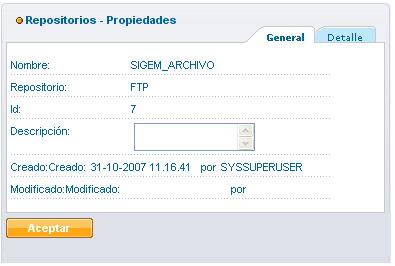 Repositorios - Propiedades
General Detalle
Nombre: SIGEM_ARCHIVO
Repositorio: FTP
Id: 7
Descripción:
Creado:Creado: 31-10-2007 11.16.41 por SYSSUPERUSER
Modificado:Modificado: por
Aceptar